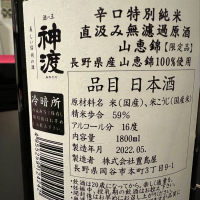 神渡
冷暗所
辛口特別純米
直汲み無濾過原酒
山恵錦【限定品】
長野県産山恵錦100%使用
品目 日本酒
原材料名/米(国産)、米こうじ(国産米)
精米歩合 59%
アルコール分 16度
内容量 1800ml
製造年月 2022.05.
製造者 株式会社豊島屋
長野県岡谷市本町3丁目9-1